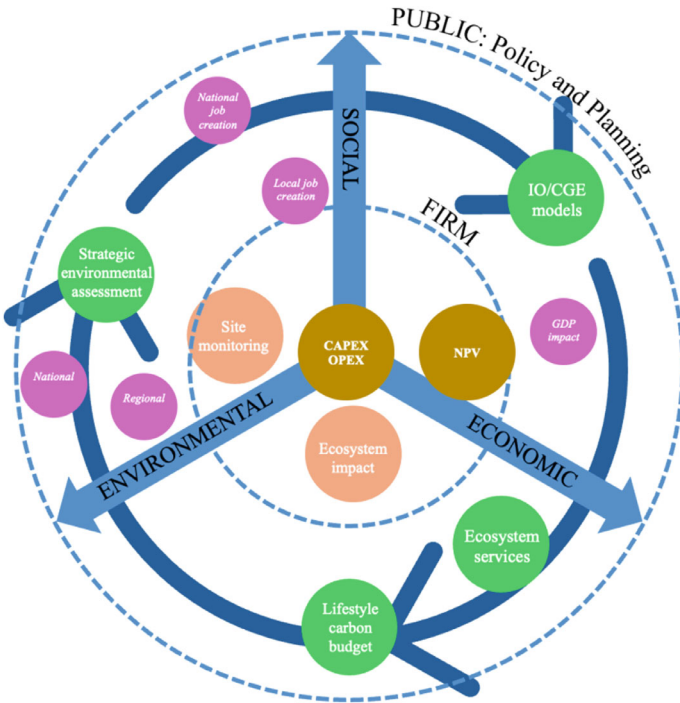 PUBLIC: Policy and Planning
National
job
creation
SOCIAL
Local job
creation
IO/CGE
models
FIRM
Strategic
environmental
assessment
Site
monitoring
CAPEX
OPEX
NPV
GDP
impact
National
Regional
ENVIRONMENTAL
Ecosystem
impact
ECONOMIC
Ecosystem
services
Lifestyle
carbon
budget